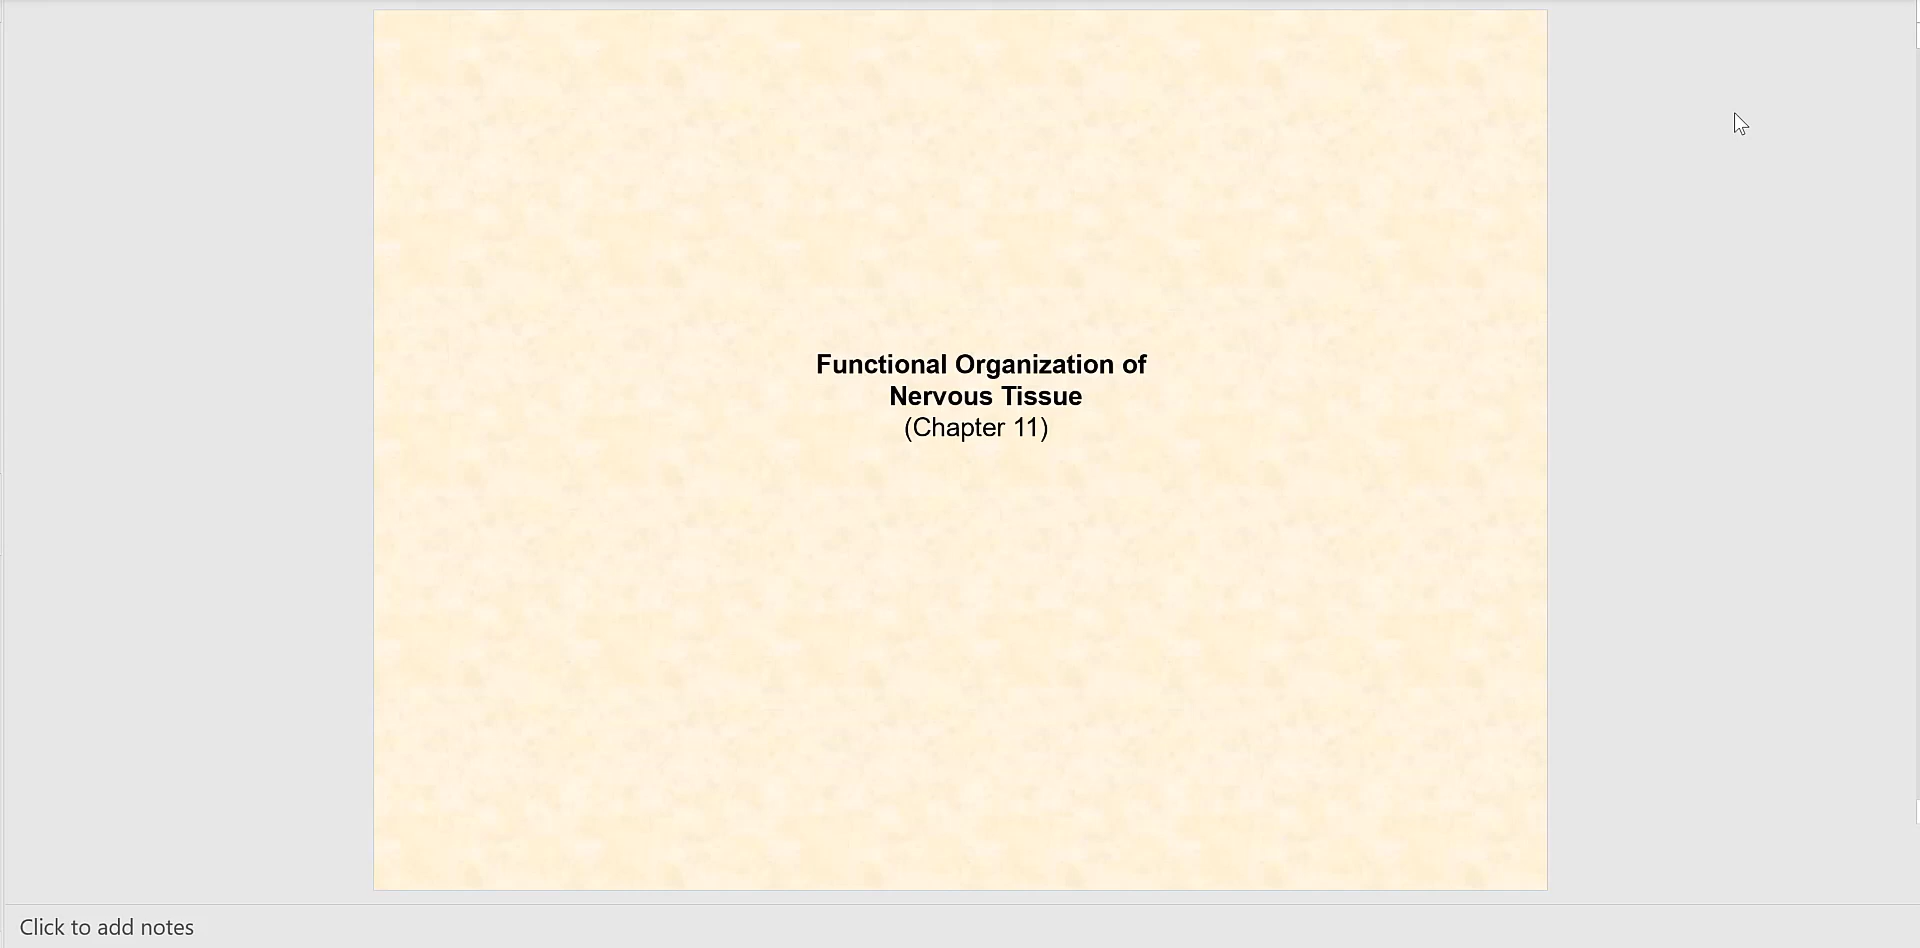 Functional Organization of
Nervous Tissue
(Chapter 11)
Click to add notes